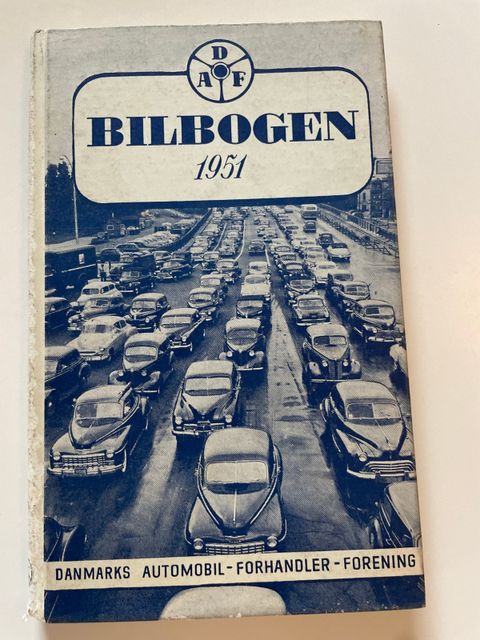 D
A F
BILBOGEN
1951
DANMARKS AUTOMOBIL-FORHANDLER-FORENING